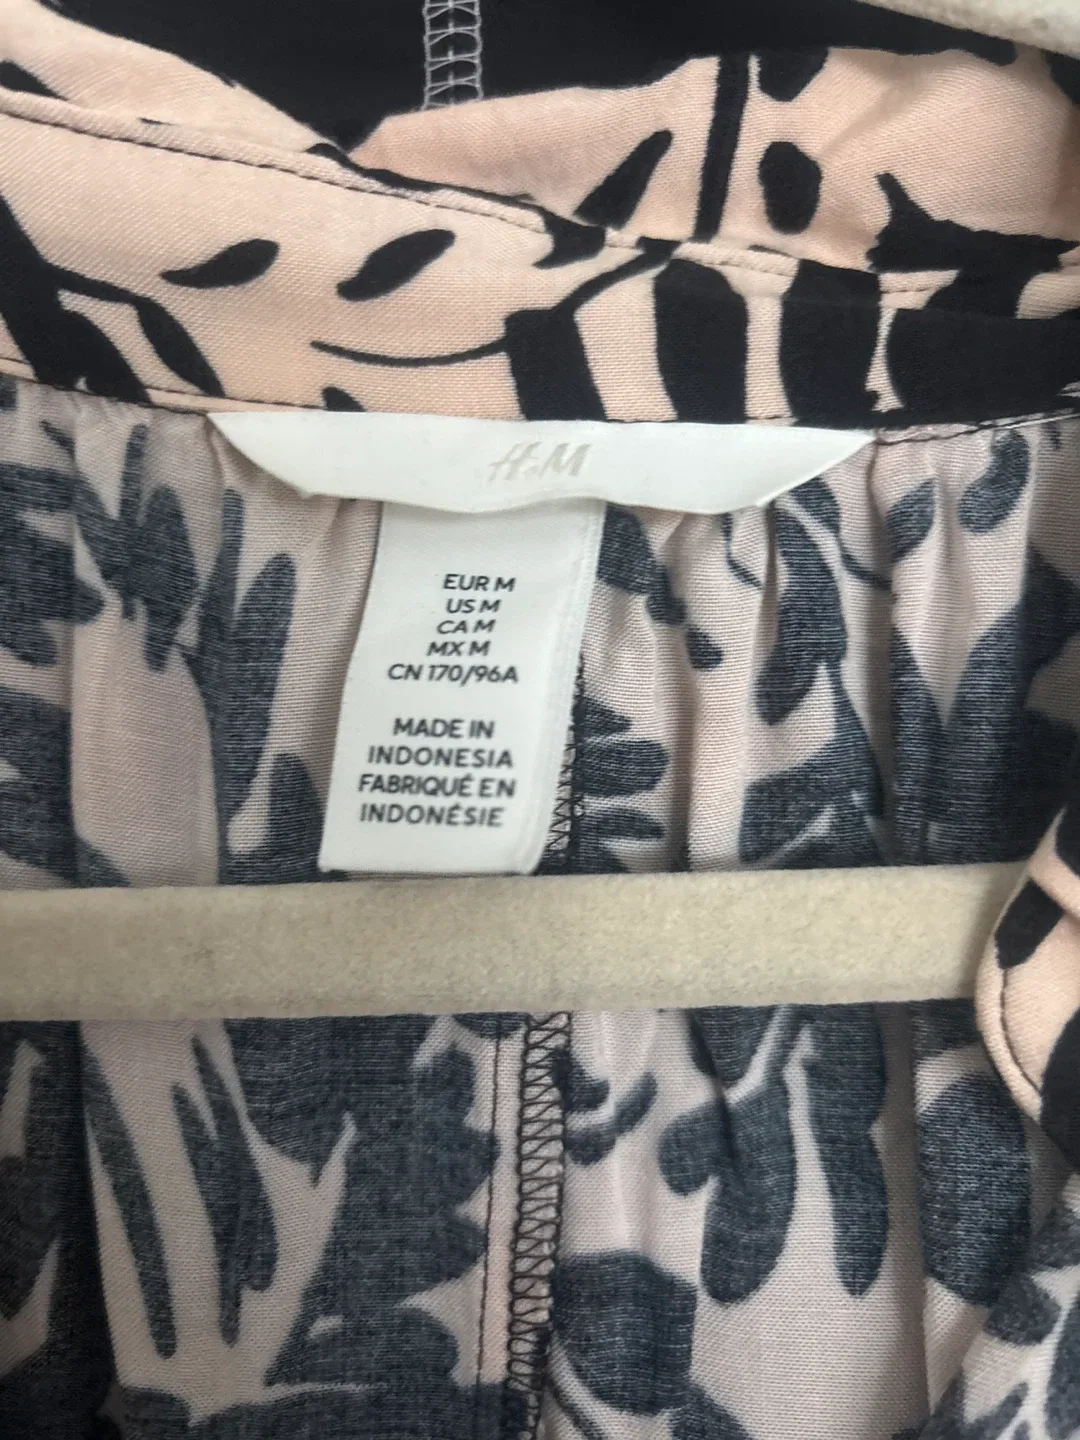 H&M
EUR M
US M
CA M
MX M
CN 170/96A
MADE IN
INDONESIA
FABRIQUÉ EN
INDONÉSIE